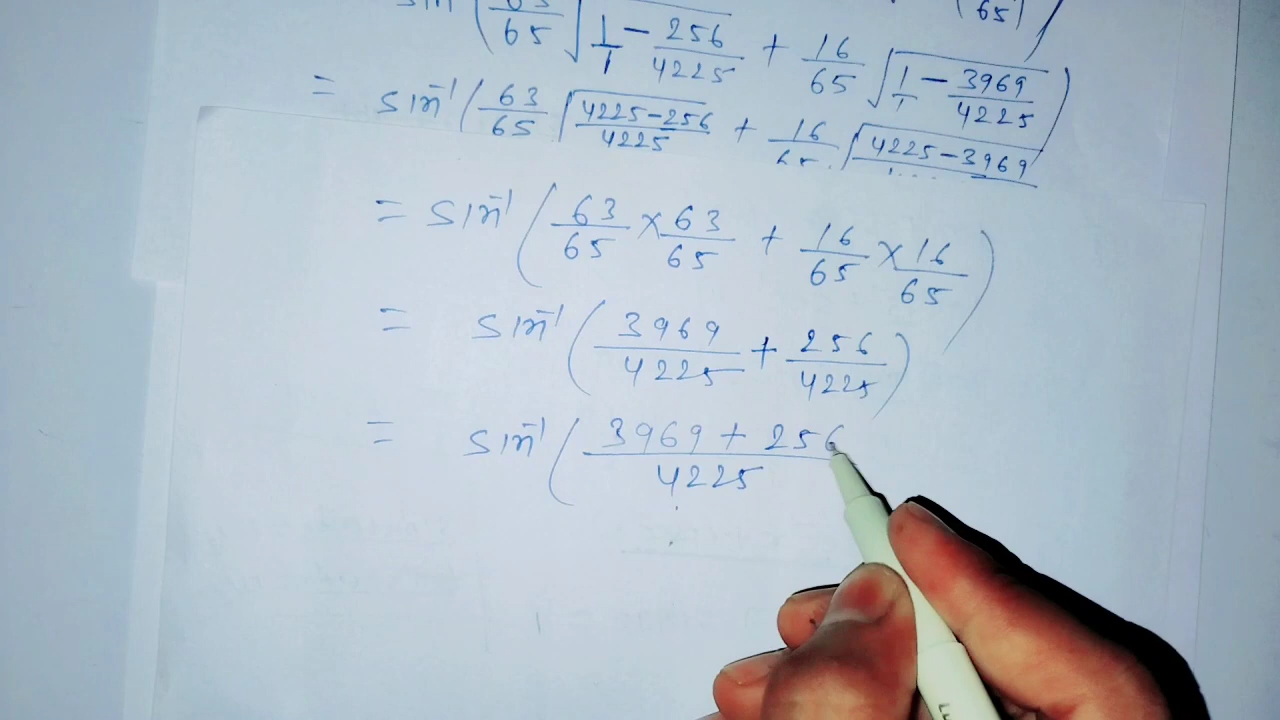 65)
sin⁻¹(63/65 √(1/1 − 256/4225) + 16/65 √(1/1 − 3969/4225))
= sin⁻¹(63/65 √((4225−256)/4225) + 16/65 √(4225−3969
= sin⁻¹(63/65 × 63/65 + 16/65 × 16/65)
= sin⁻¹(3969/4225 + 256/4225)
= sin⁻¹((3969 + 256)/4225